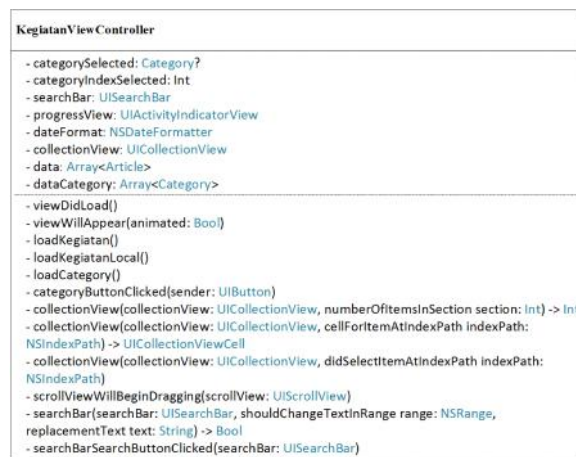 KegiatanViewController
- categorySelected: Category?
- categoryIndexSelected: Int
- searchBar: UISearchBar
- progressView: UIActivityIndicatorView
- dateFormat: NSDateFormatter
- collectionView: UICollectionView
- data: Array<Article>
- dataCategory: Array<Category>
- viewDidLoad()
- viewWillAppear(animated: Bool)
- loadKegiatan()
- loadKegiatanLocal()
- loadCategory()
- categoryButtonClicked(sender: UIButton)
- collectionView(collectionView: UICollectionView, numberOfItemsInSection section: Int) -> Int
- collectionView(collectionView: UICollectionView, cellForItemAtIndexPath indexPath:
NSIndexPath) -> UICollectionViewCell
- collectionView(collectionView: UICollectionView, didSelectItemAtIndexPath indexPath:
NSIndexPath)
- scrollViewWillBeginDragging(scrollView: UIScrollView)
- searchBar(searchBar: UISearchBar, shouldChangeTextInRange range: NSRange,
replacementText text: String) -> Bool
- searchBarSearchButtonClicked(searchBar: UISearchBar)